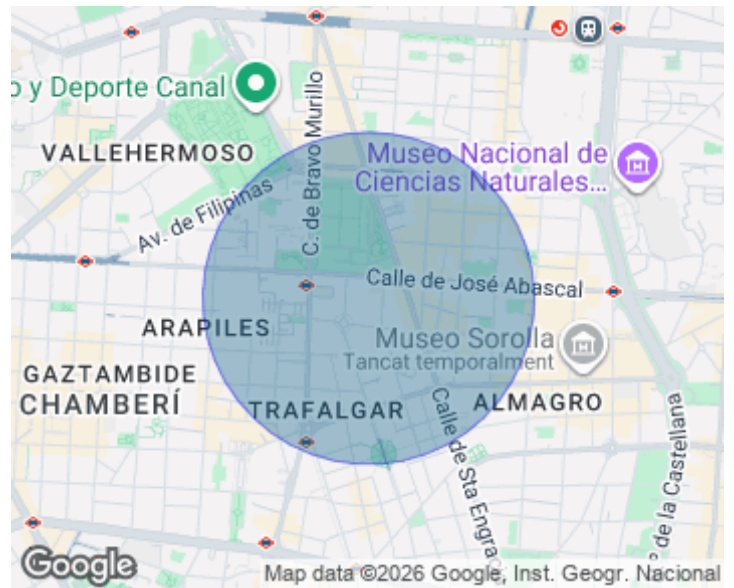 o y Deporte Canal
C. de Bravo Murillo
VALLEHERMOSO
Museo Nacional de
Ciencias Naturales...
Av. de Filipinas
Calle de José Abascal
ARAPILES
Museo Sorolla
Tancat temporalment
GAZTAMBIDE
CHAMBERÍ
TRAFALGAR
ALMAGRO
Calle de Sta Engra
º de la Castellana
Google
Map data ©2026 Google, Inst. Geogr. Nacional